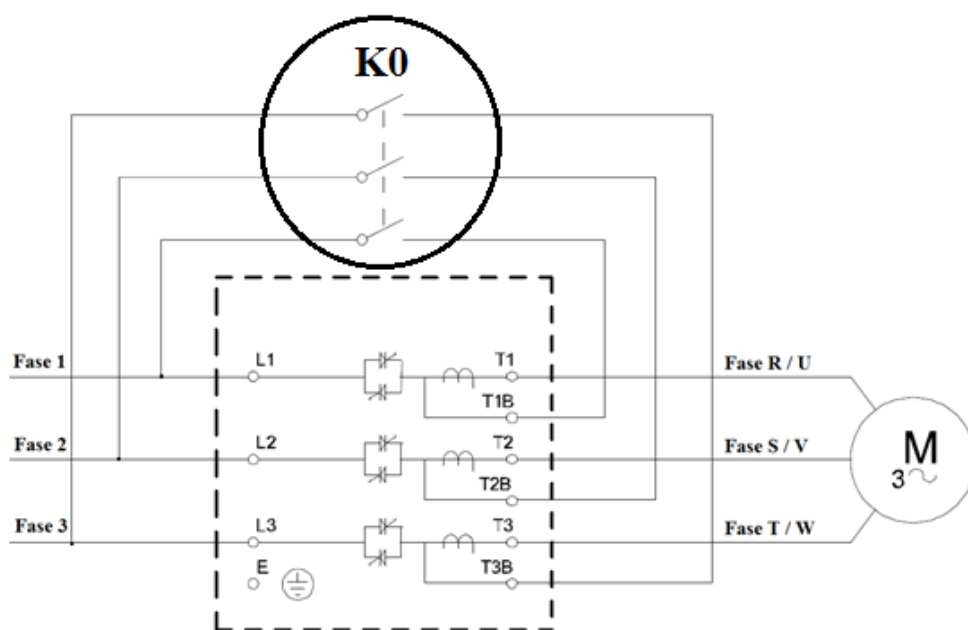 K0
Fase 1
L1
T1
Fase R / U
T1B
Fase 2
L2
T2
Fase S / V
M
3
T2B
Fase 3
L3
T3
Fase T / W
E
T3B